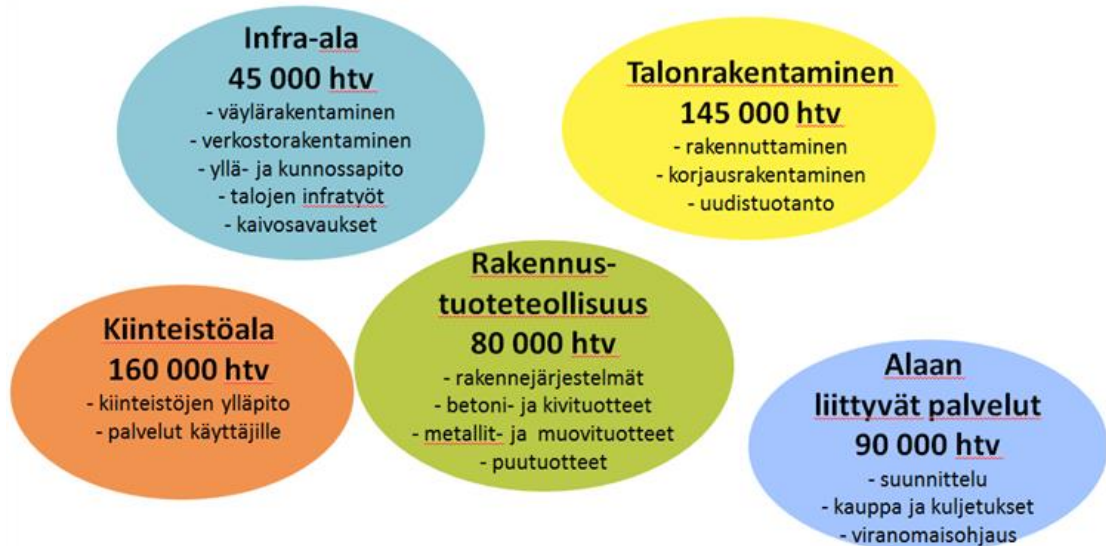 Infra-ala
45 000 htv
- väylärakentaminen
- verkostorakentaminen
- yllä- ja kunnossapito
- talojen infratyöt
- kaivosavaukset
Talonrakentaminen
145 000 htv
- rakennuttaminen
- korjausrakentaminen
- uudistuotanto
Kiinteistöala
160 000 htv
- kiinteistöjen ylläpito
- palvelut käyttäjille
Rakennus-
tuoteteollisuus
80 000 htv
- rakennejärjestelmät
- betoni- ja kivituotteet
- metallit- ja muovituotteet
- puutuotteet
Alaan
liittyvät palvelut
90 000 htv
- suunnittelu
- kauppa ja kuljetukset
- viranomaisohjaus